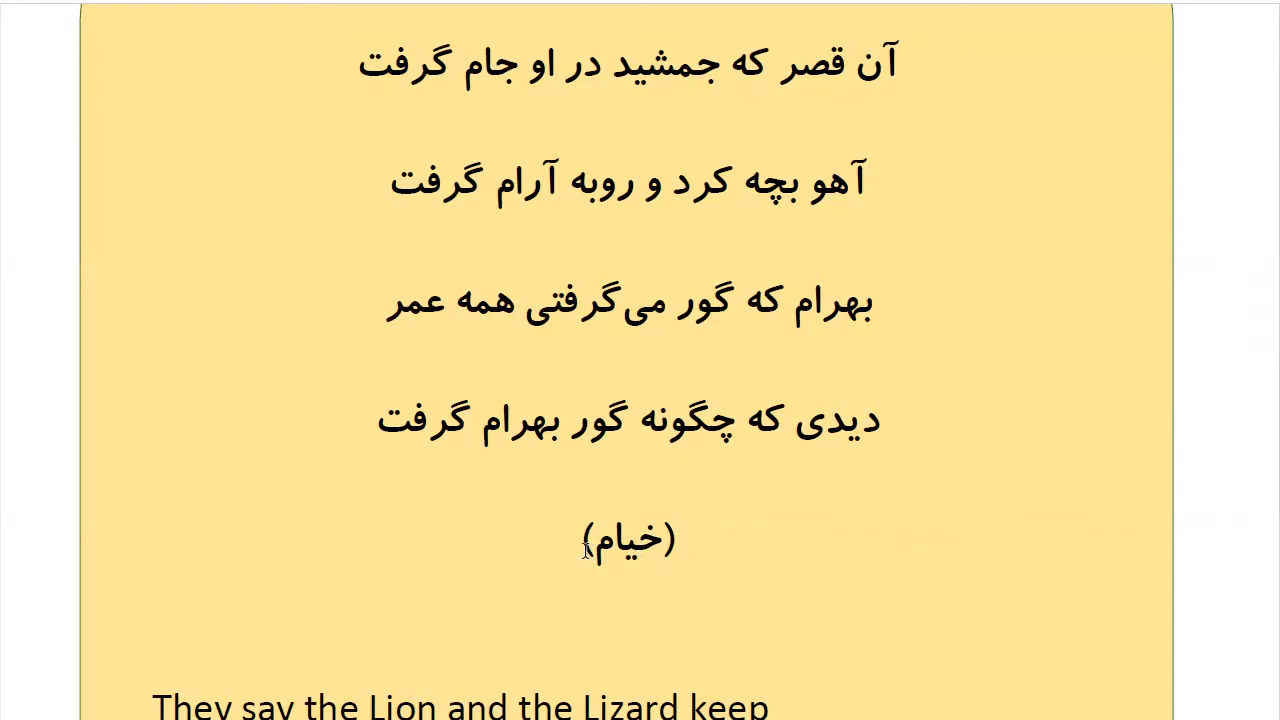 آن قصر که جمشید در او جام گرفت
آهو بچه کرد و روبه آرام گرفت
بهرام که گور می‌گرفتی همه عمر
دیدی که چگونه گور بهرام گرفت
(خیام)
They say the Lion and the Lizard keep